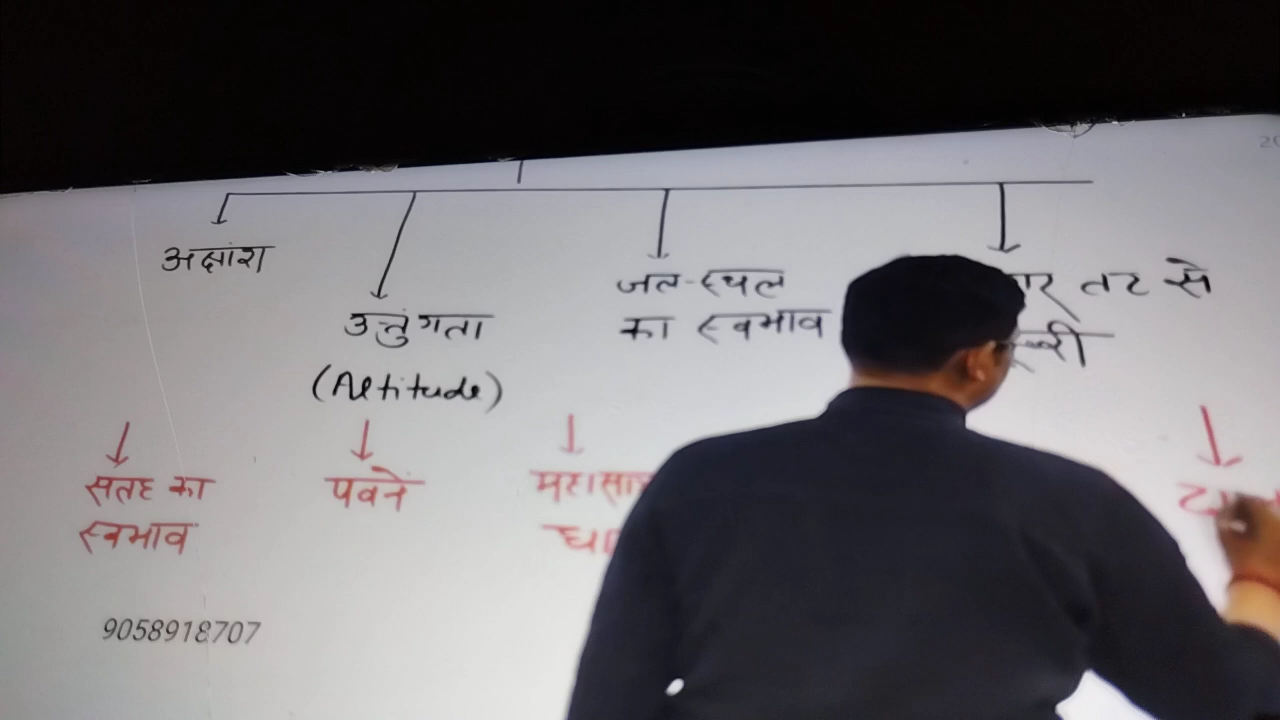 अक्षांश
उत्तुंगता
(Altitude)
जल-स्थल
का स्वभाव
तट से
सतह का
स्वभाव
पवने
9058918707